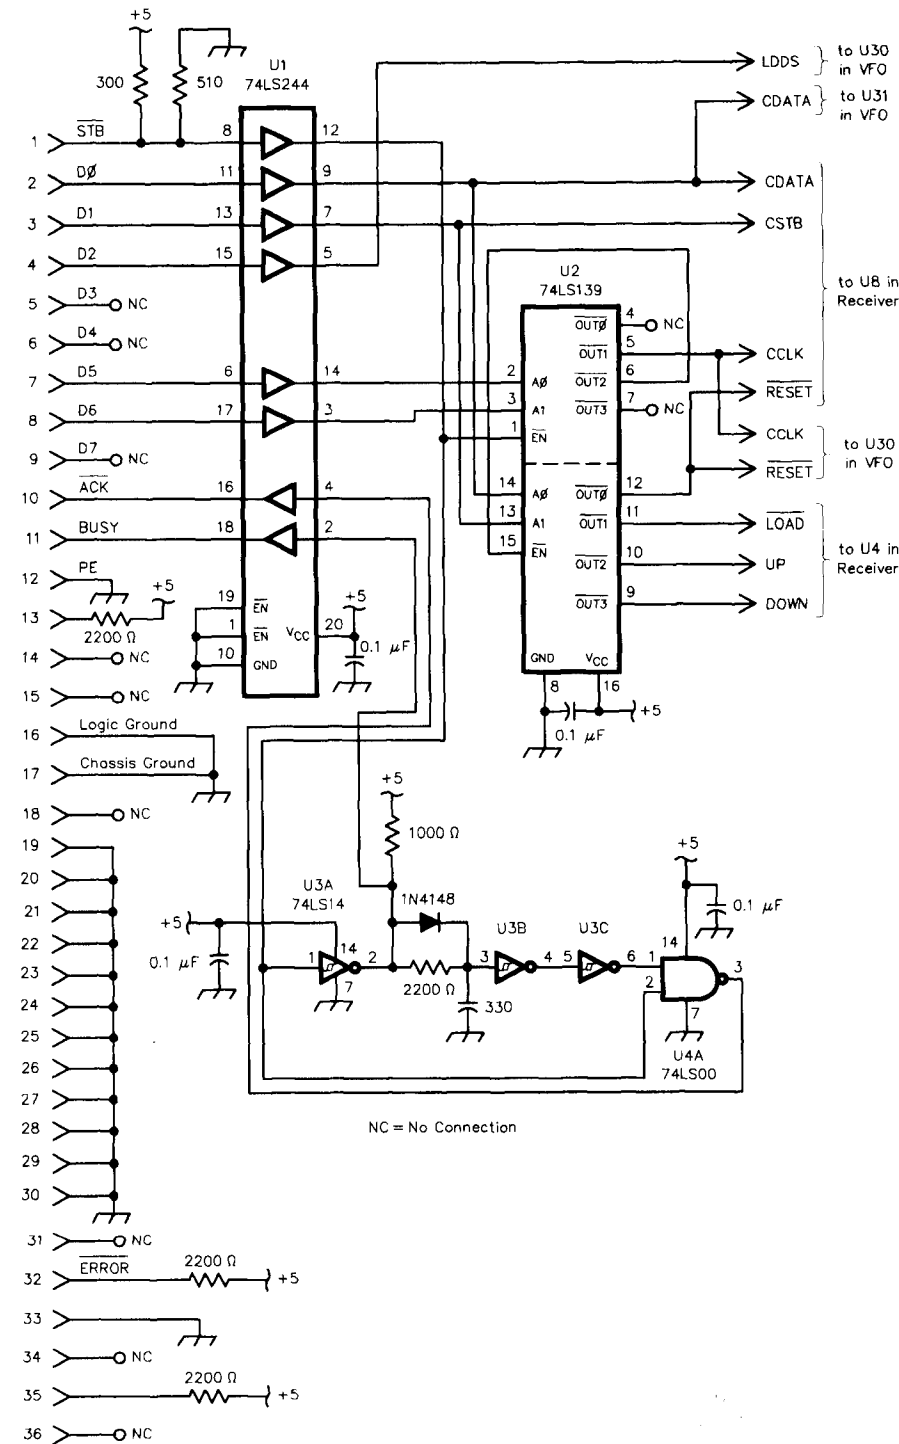 +5
300
510
U1
74LS244
1 STB 8 12
2 DØ 11 9
3 D1 13 7
4 D2 15 5
5 D3 NC
6 D4 NC
7 D5 6 14
8 D6 17 3
9 D7 NC
10 ACK 16 4
11 BUSY 18 2
12 PE
13 2200 Ω +5
14 NC
15 NC
16 Logic Ground
17 Chassis Ground
18 NC
19
20
21
22
23
24
25
26
27
28
29
30
31 NC
32 ERROR 2200 Ω +5
33
34 NC
35 2200 Ω +5
36 NC
19 EN
1 EN
10 GND
VCC 20
+5
0.1 µF
LDDS
to U30
in VFO
CDATA
to U31
in VFO
CDATA
CSTB
CCLK
RESET
to U8 in
Receiver
CCLK
RESET
to U30
in VFO
LOAD
UP
DOWN
to U4 in
Receiver
U2
74LS139
2 AØ
3 A1
1 EN
OUTØ 4 NC
OUT1 5
OUT2 6
OUT3 7 NC
14 AØ
13 A1
15 EN
OUTØ 12
OUT1 11
OUT2 10
OUT3 9
GND VCC
8 16
0.1 µF
+5
+5
1000 Ω
U3A
74LS14
+5
0.1 µF
1 14 2
7
1N4148
2200 Ω
330
U3B
3 4
U3C
5 6
+5
0.1 µF
14
1
2
3
7
U4A
74LS00
NC = No Connection